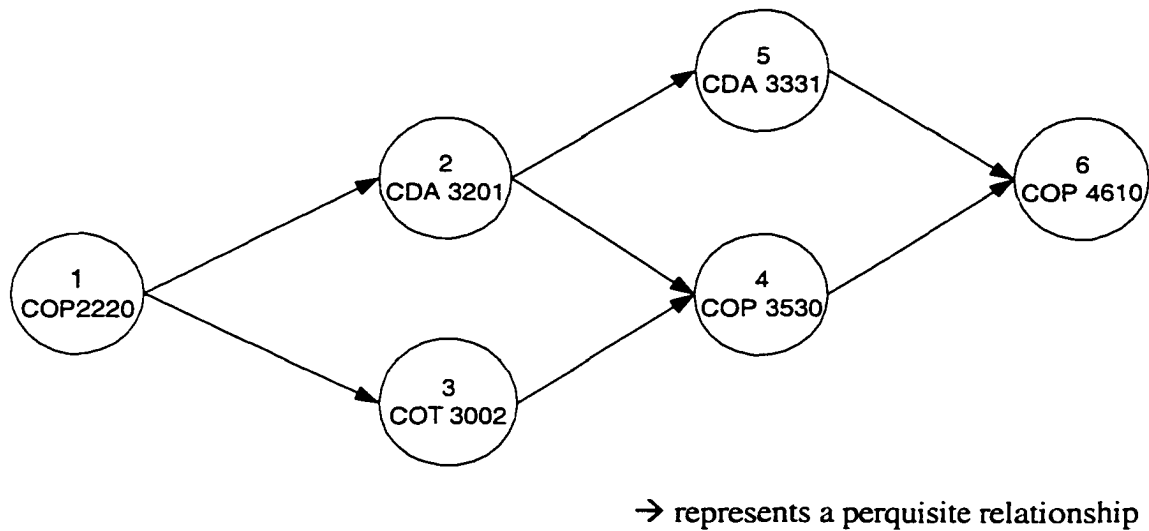 5
CDA 3331
2
CDA 3201
6
COP 4610
1
COP2220
4
COP 3530
3
COT 3002
→ represents a perquisite relationship